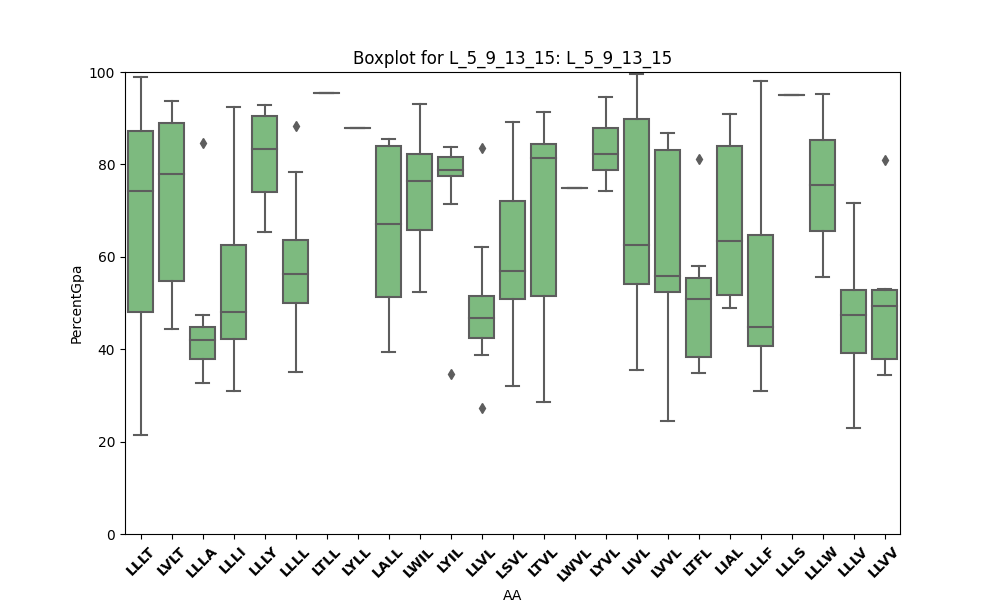 Boxplot for L_5_9_13_15: L_5_9_13_15
100
80
60
40
20
0
PercentGpa
LLLT LVLT LLLA LLLI LLLY LLLL LTLL LYLL LALL LWIL LYIL LLVL LSVL LTVL LWVL LYVL LIVL LVVL LTFL LIAL LLLF LLLS LLLW LLLV LLVV
AA